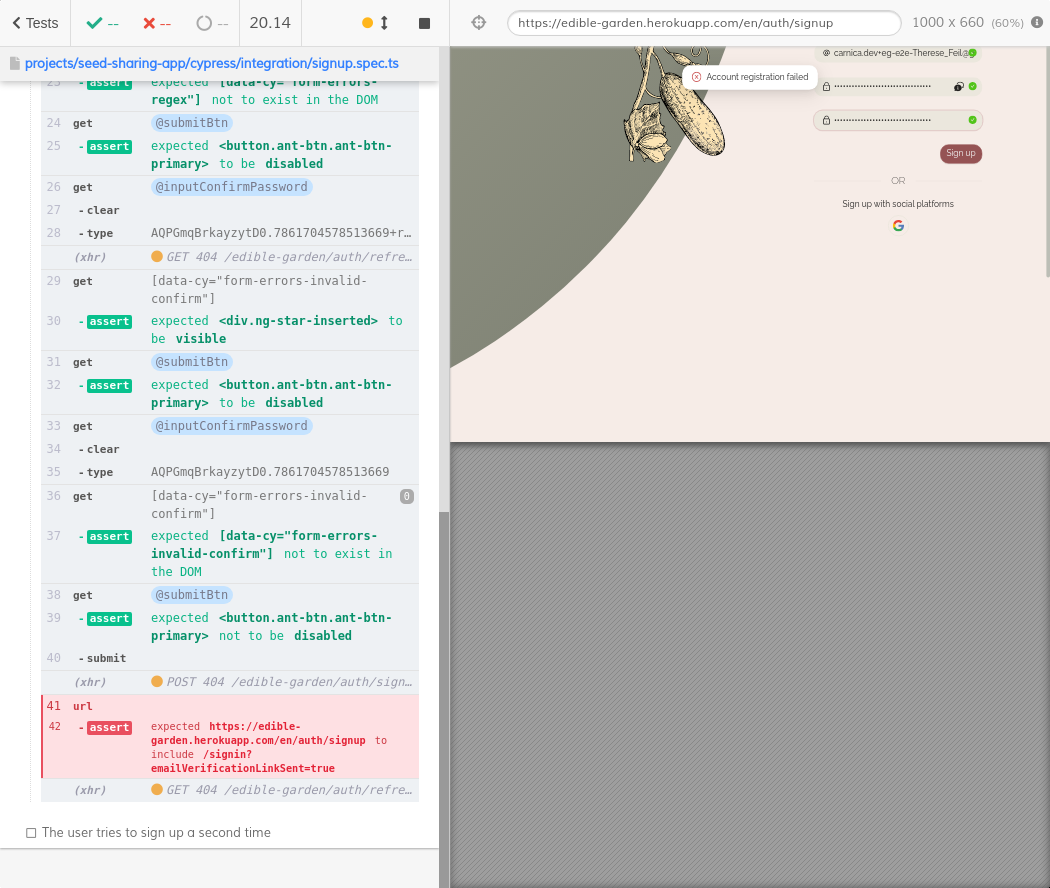 Tests
--
--
--
20.14
https://edible-garden.herokuapp.com/en/auth/signup
1000 x 660 (60%)
projects/seed-sharing-app/cypress/integration/signup.spec.ts
23 -assert expected [data-cy="form-errors-
regex"] not to exist in the DOM
24 get @submitBtn
25 -assert expected <button.ant-btn.ant-btn-
primary> to be disabled
26 get @inputConfirmPassword
27 -clear
28 -type AQPGmqBrkayzytD0.7861704578513669+r…
(xhr) GET 404 /edible-garden/auth/refre…
29 get [data-cy="form-errors-invalid-
confirm"]
30 -assert expected <div.ng-star-inserted> to
be visible
31 get @submitBtn
32 -assert expected <button.ant-btn.ant-btn-
primary> to be disabled
33 get @inputConfirmPassword
34 -clear
35 -type AQPGmqBrkayzytD0.7861704578513669
36 get [data-cy="form-errors-invalid- 0
confirm"]
37 -assert expected [data-cy="form-errors-
invalid-confirm"] not to exist in
the DOM
38 get @submitBtn
39 -assert expected <button.ant-btn.ant-btn-
primary> not to be disabled
40 -submit
(xhr) POST 404 /edible-garden/auth/sign…
41 url
42 -assert expected https://edible-
garden.herokuapp.com/en/auth/signup to
include /signin?
emailVerificationLinkSent=true
(xhr) GET 404 /edible-garden/auth/refre…
The user tries to sign up a second time
carnica.dev+eg-e2e-Therese_Feil@g
Account registration failed
Sign up
OR
Sign up with social platforms